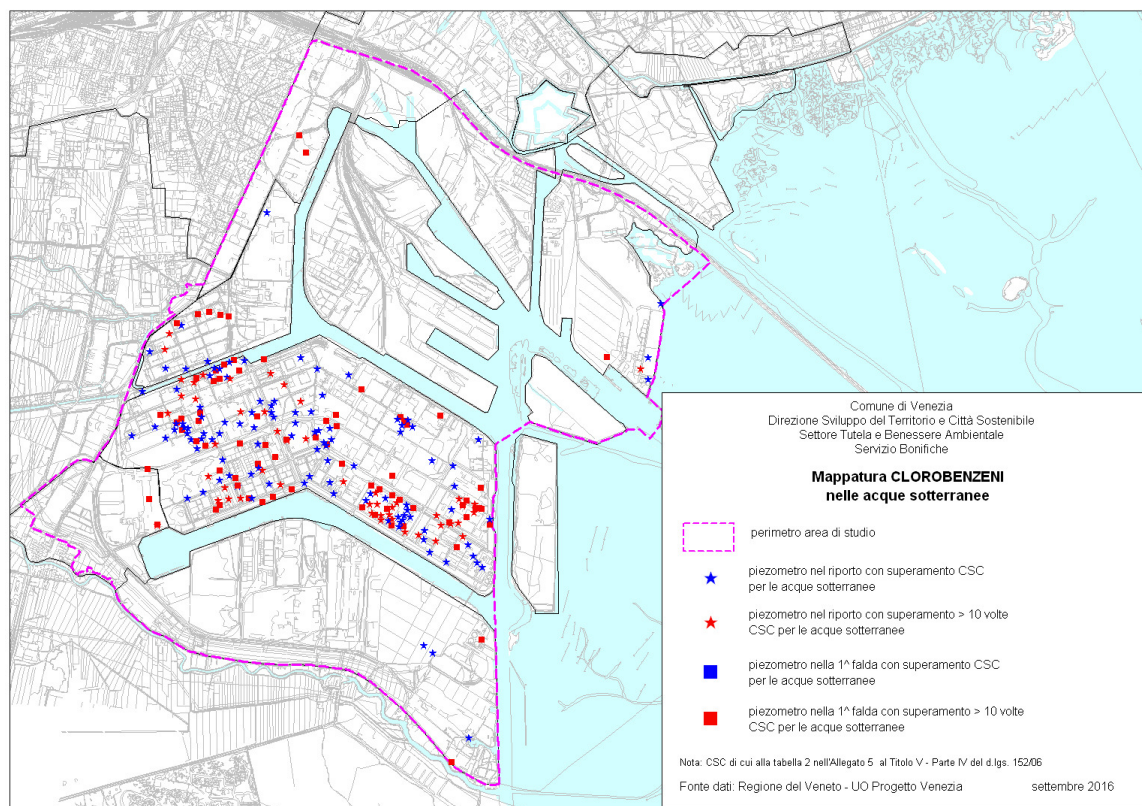 Comune di Venezia
Direzione Sviluppo del Territorio e Città Sostenibile
Settore Tutela e Benessere Ambientale
Servizio Bonifiche
Mappatura CLOROBENZENI
nelle acque sotterranee
perimetro area di studio
piezometro nel riporto con superamento CSC
per le acque sotterranee
piezometro nel riporto con superamento > 10 volte
CSC per le acque sotterranee
piezometro nella 1^ falda con superamento CSC
per le acque sotterranee
piezometro nella 1^ falda con superamento > 10 volte
CSC per le acque sotterranee
Nota: CSC di cui alla tabella 2 nell'Allegato 5 al Titolo V - Parte IV del d.lgs. 152/06
Fonte dati: Regione del Veneto - UO Progetto Venezia settembre 2016